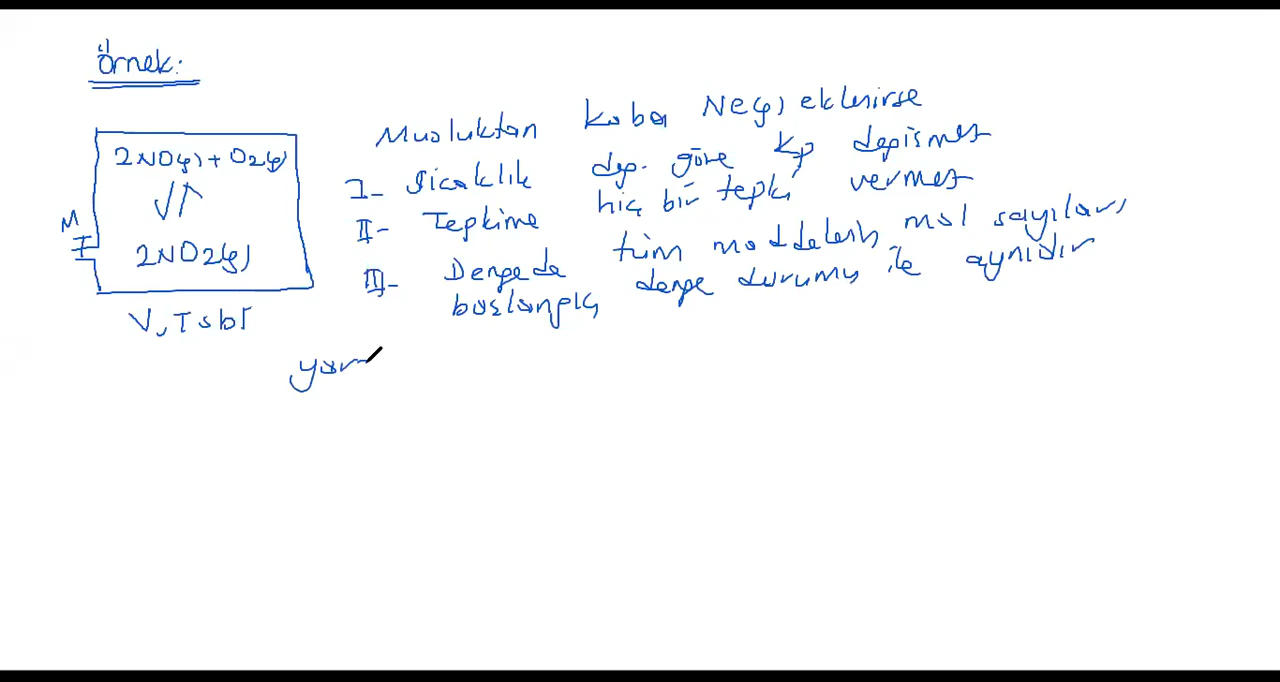 Örnek:
Musluktan kaba Ne(g) eklenirse
2NO(g) + O2(g)
I- Sıcaklık değ. göre Kp değişmez
M
II- Tepkime hiç bir tepki vermez
2NO2(g)
III- Dengede tüm maddelerin mol sayıları
başlangıç denge durumu ile aynıdır
V, T sbt